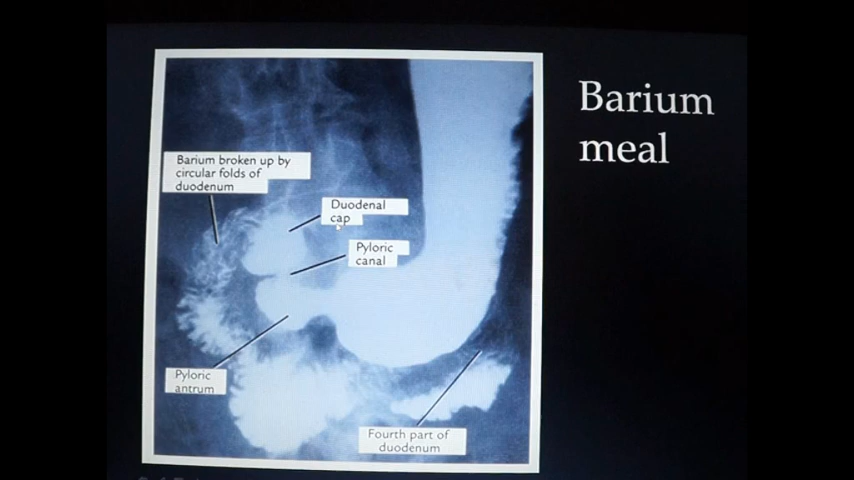 Barium
meal
Barium broken up by
circular folds of
duodenum
Duodenal
cap
Pyloric
canal
Pyloric
antrum
Fourth part of
duodenum